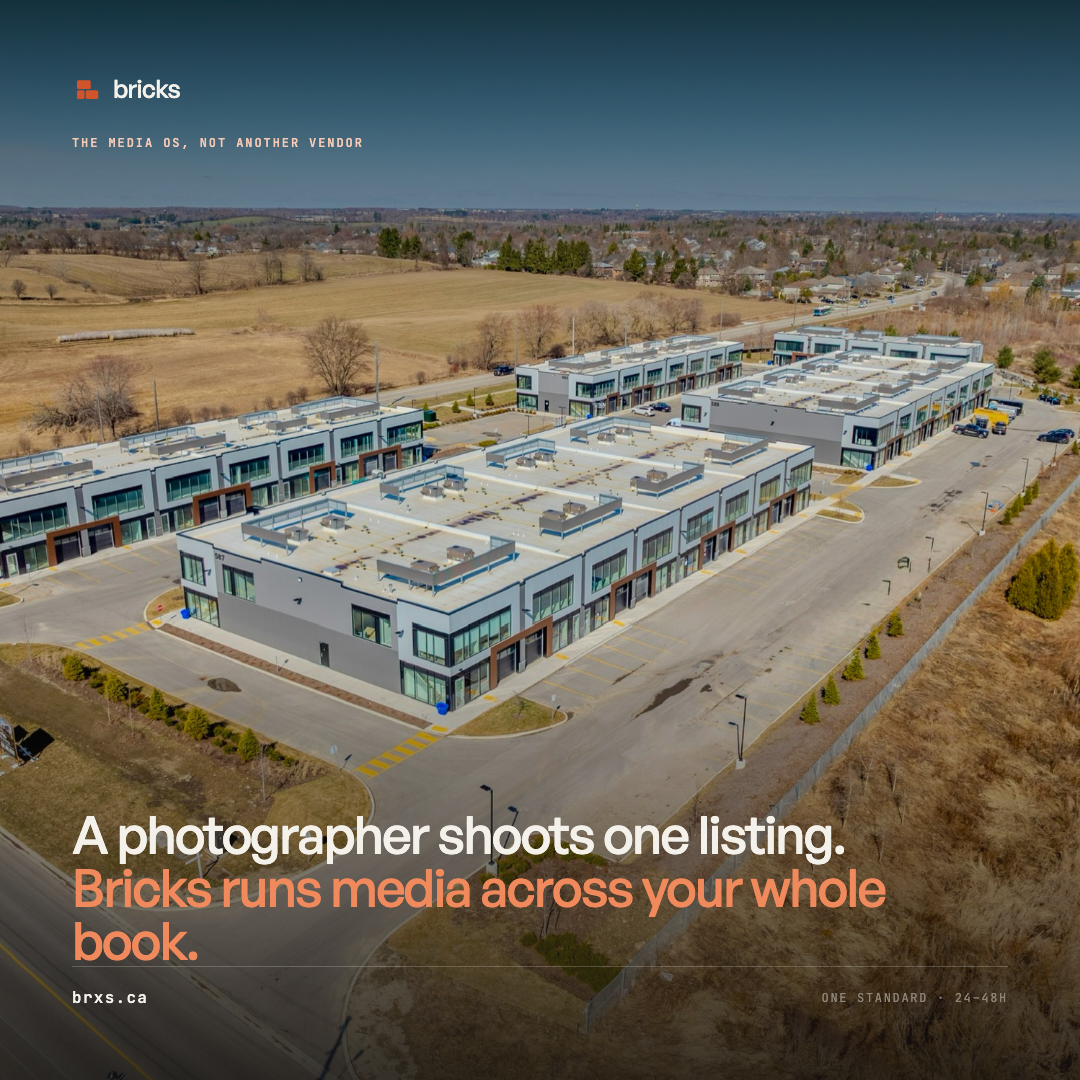 bricks
THE MEDIA OS, NOT ANOTHER VENDOR
587
A photographer shoots one listing.
Bricks runs media across your whole
book.
brxs.ca
ONE STANDARD · 24–48H